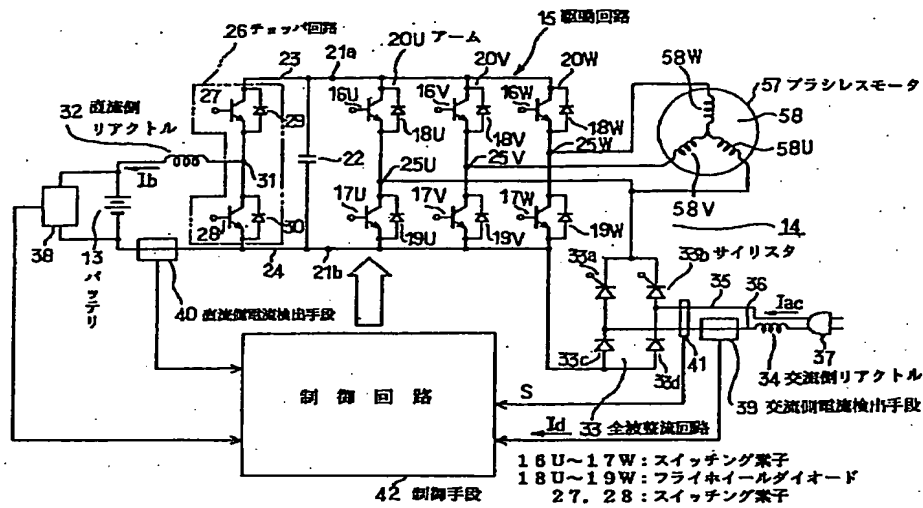 26 チョッパ回路
23
21a
20U アーム
20V
15 駆動回路
20W
58W
57 ブラシレスモータ
32 直流側リアクトル
27
29
16U
16V
16W
18U
18V
18W
58
58U
22
25U
25V
25W
58V
Ib
31
38
13 バッテリ
28
30
24
21b
17U
17V
17W
19U
19V
19W
14
33a
33b サイリスタ
35
36
Iac
37
40 直流側電流検出手段
33c
33d
41
34 交流側リアクトル
39 交流側電流検出手段
制御回路
S
Id
33 全波整流回路
42 制御手段
16U~17W:スイッチング素子
18U~19W:フライホイールダイオード
27.28:スイッチング素子